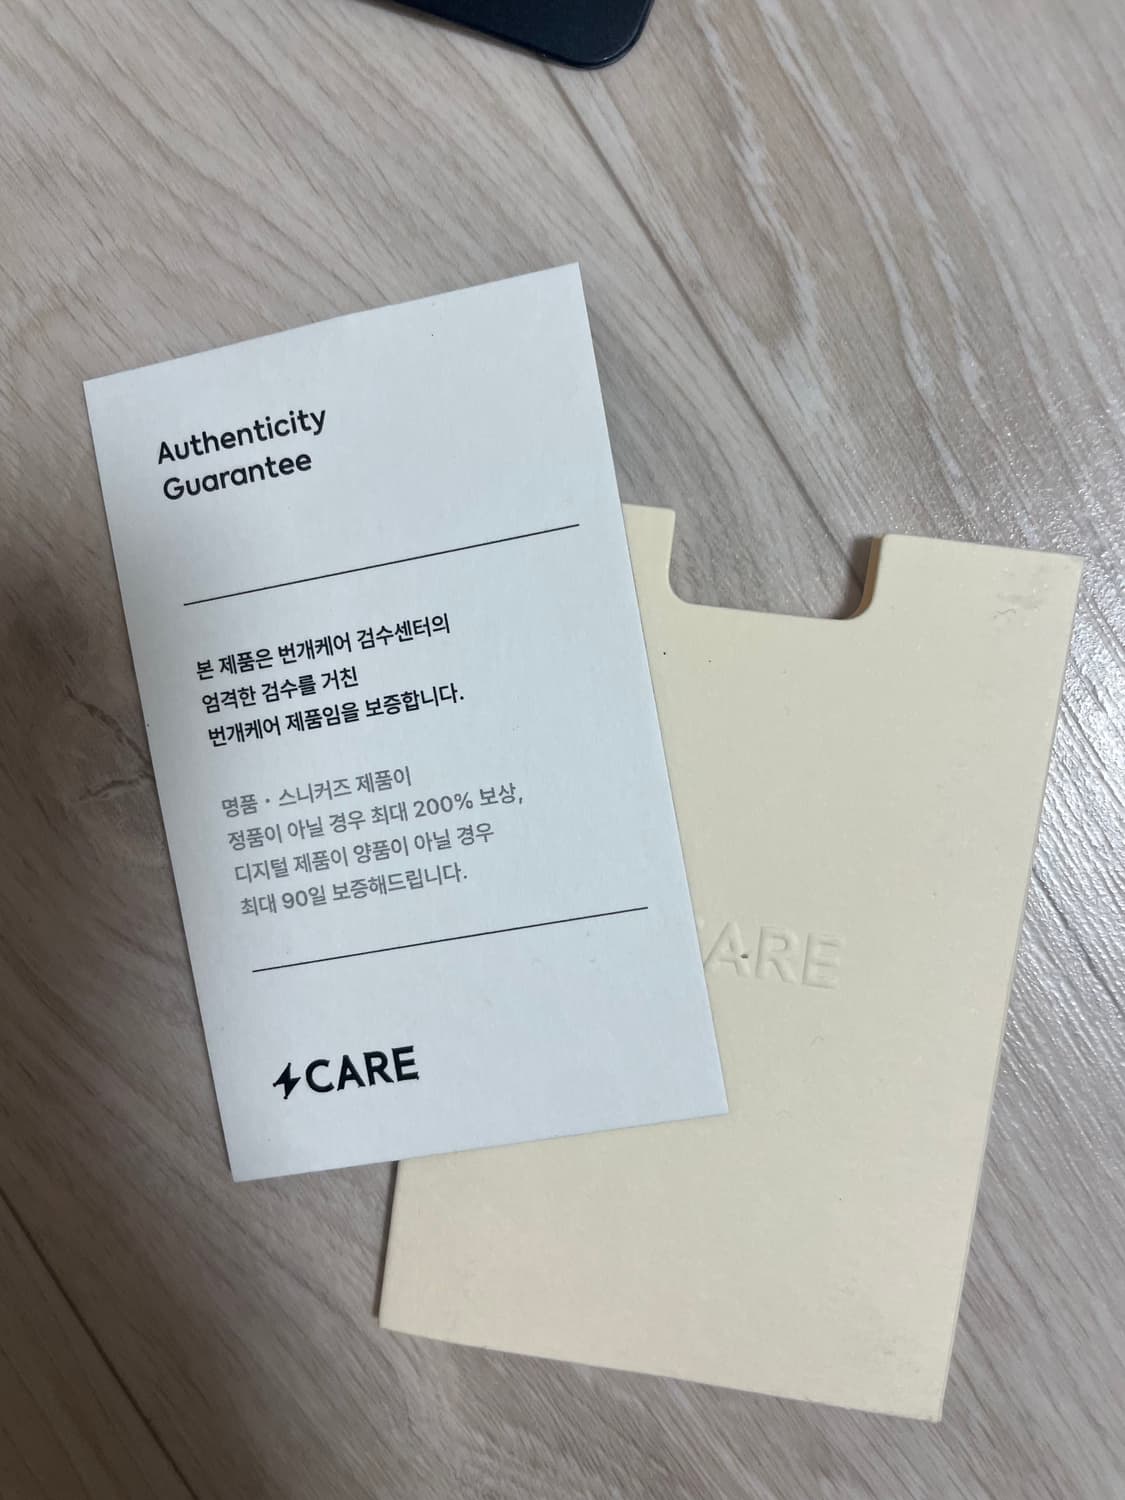 Authenticity
Guarantee
본 제품은 번개케어 검수센터의
엄격한 검수를 거친
번개케어 제품임을 보증합니다.
명품 · 스니커즈 제품이
정품이 아닐 경우 최대 200% 보상,
디지털 제품이 양품이 아닐 경우
최대 90일 보증해드립니다.
CARE
CARE